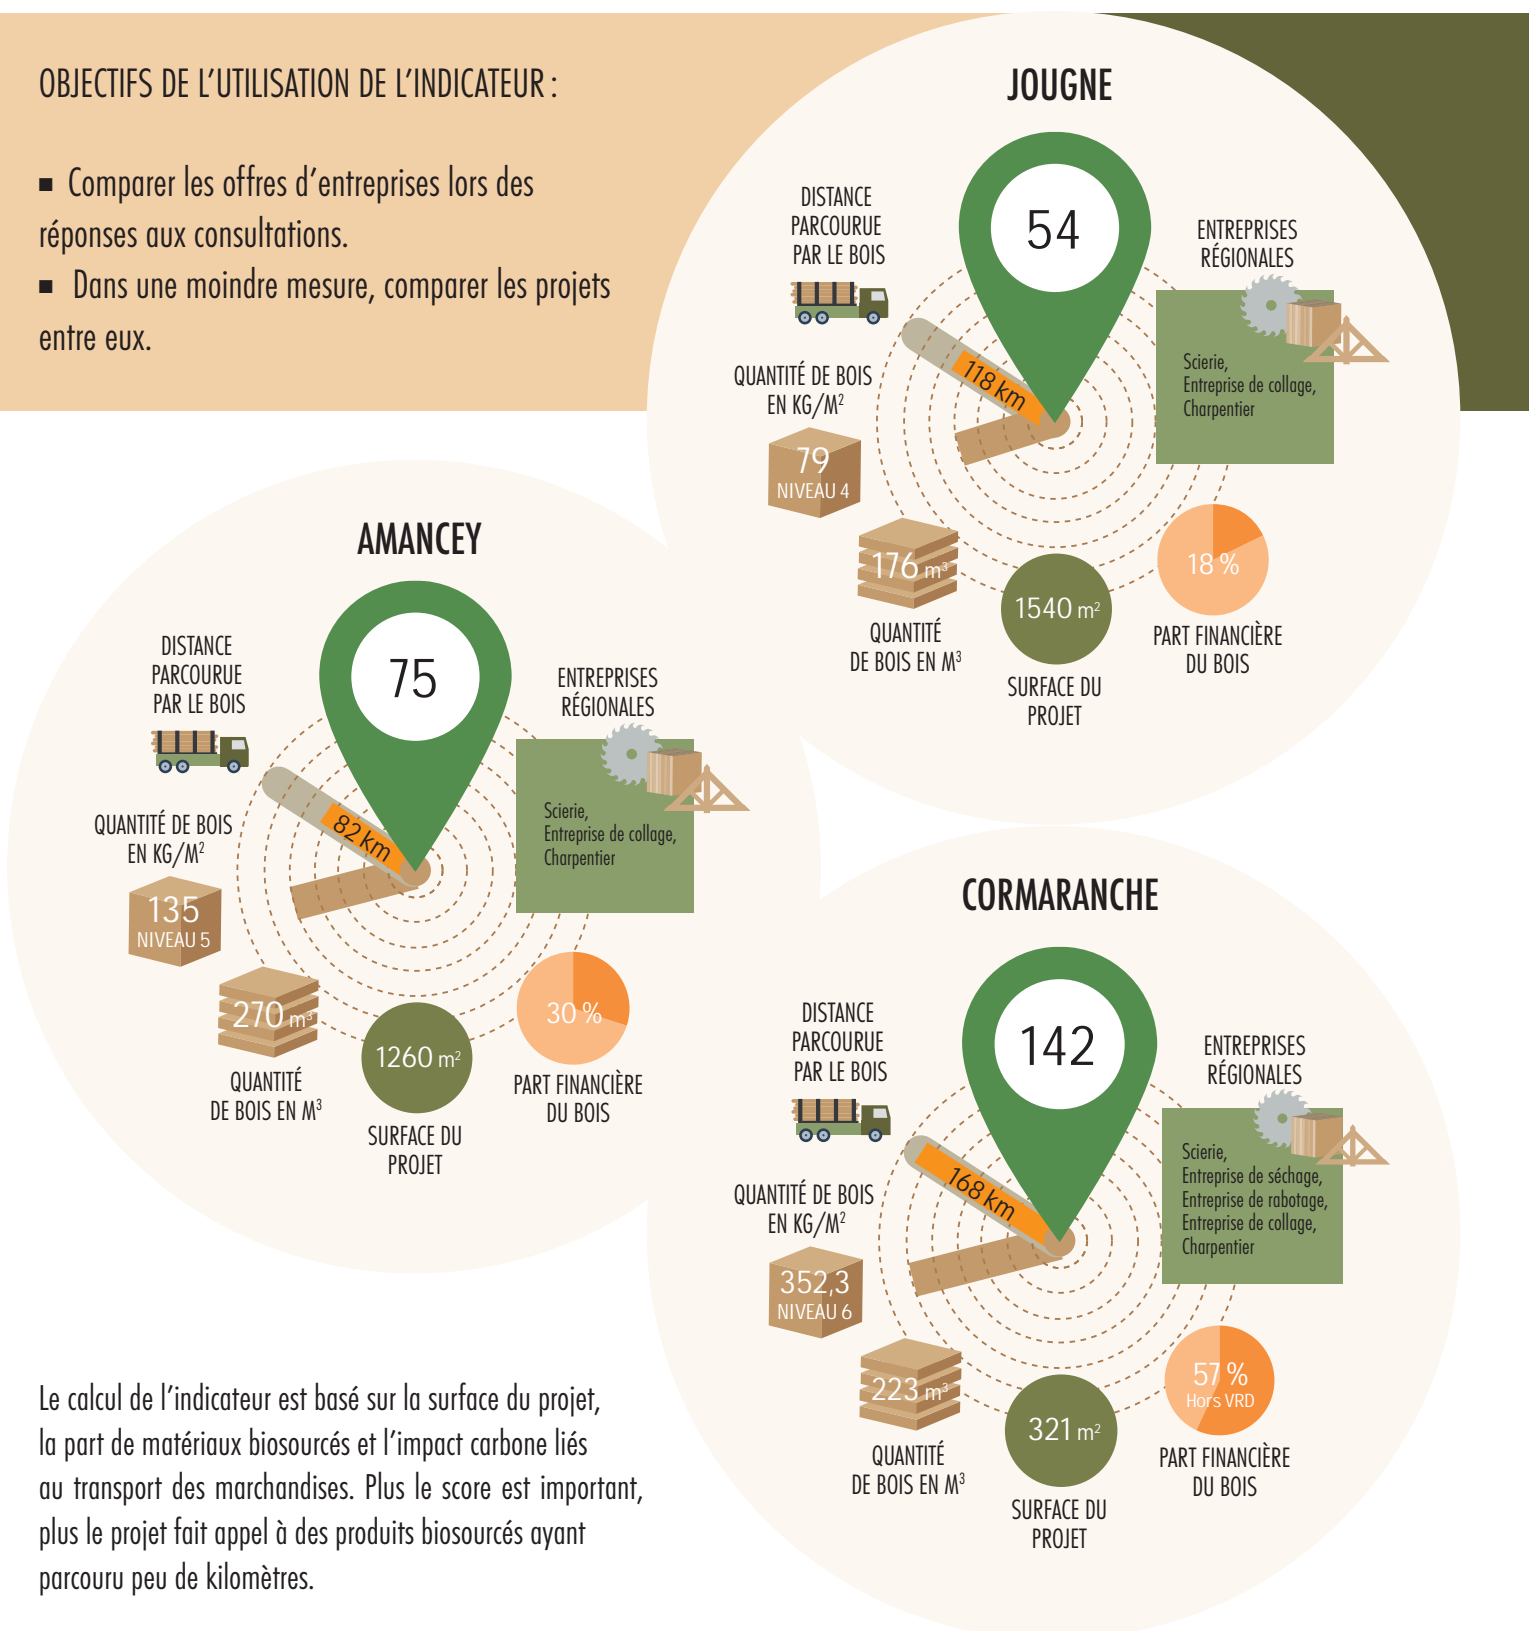 OBJECTIFS DE L’UTILISATION DE L’INDICATEUR :
■ Comparer les offres d’entreprises lors des
réponses aux consultations.
■ Dans une moindre mesure, comparer les projets
entre eux.
JOUGNE
54
DISTANCE
PARCOURUE
PAR LE BOIS
118 km
ENTREPRISES
RÉGIONALES
Scierie,
Entreprise de collage,
Charpentier
QUANTITÉ DE BOIS
EN KG/M²
79
NIVEAU 4
176 m³
QUANTITÉ
DE BOIS EN M³
1540 m²
SURFACE DU
PROJET
18 %
PART FINANCIÈRE
DU BOIS
AMANCEY
75
DISTANCE
PARCOURUE
PAR LE BOIS
82 km
ENTREPRISES
RÉGIONALES
Scierie,
Entreprise de collage,
Charpentier
QUANTITÉ DE BOIS
EN KG/M²
135
NIVEAU 5
270 m³
QUANTITÉ
DE BOIS EN M³
1260 m²
SURFACE DU
PROJET
30 %
PART FINANCIÈRE
DU BOIS
CORMARANCHE
142
DISTANCE
PARCOURUE
PAR LE BOIS
168 km
ENTREPRISES
RÉGIONALES
Scierie,
Entreprise de séchage,
Entreprise de rabotage,
Entreprise de collage,
Charpentier
QUANTITÉ DE BOIS
EN KG/M²
352,3
NIVEAU 6
223 m³
QUANTITÉ
DE BOIS EN M³
321 m²
SURFACE DU
PROJET
57 %
Hors VRD
PART FINANCIÈRE
DU BOIS
Le calcul de l’indicateur est basé sur la surface du projet,
la part de matériaux biosourcés et l’impact carbone liés
au transport des marchandises. Plus le score est important,
plus le projet fait appel à des produits biosourcés ayant
parcouru peu de kilomètres.